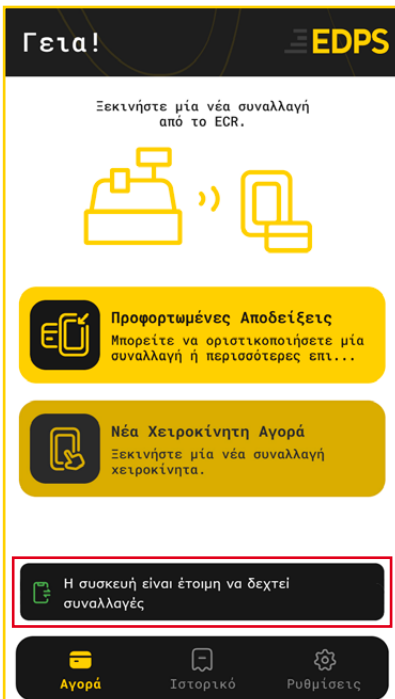 Γεια!
EDPS
Ξεκινήστε μία νέα συναλλαγή
από το ECR.
Προφορτωμένες Αποδείξεις
Μπορείτε να οριστικοποιήσετε μία
συναλλαγή ή περισσότερες επι...
Νέα Χειροκίνητη Αγορά
Ξεκινήστε μία νέα συναλλαγή
χειροκίνητα.
Η συσκευή είναι έτοιμη να δεχτεί
συναλλαγές
Αγορά
Ιστορικό
Ρυθμίσεις